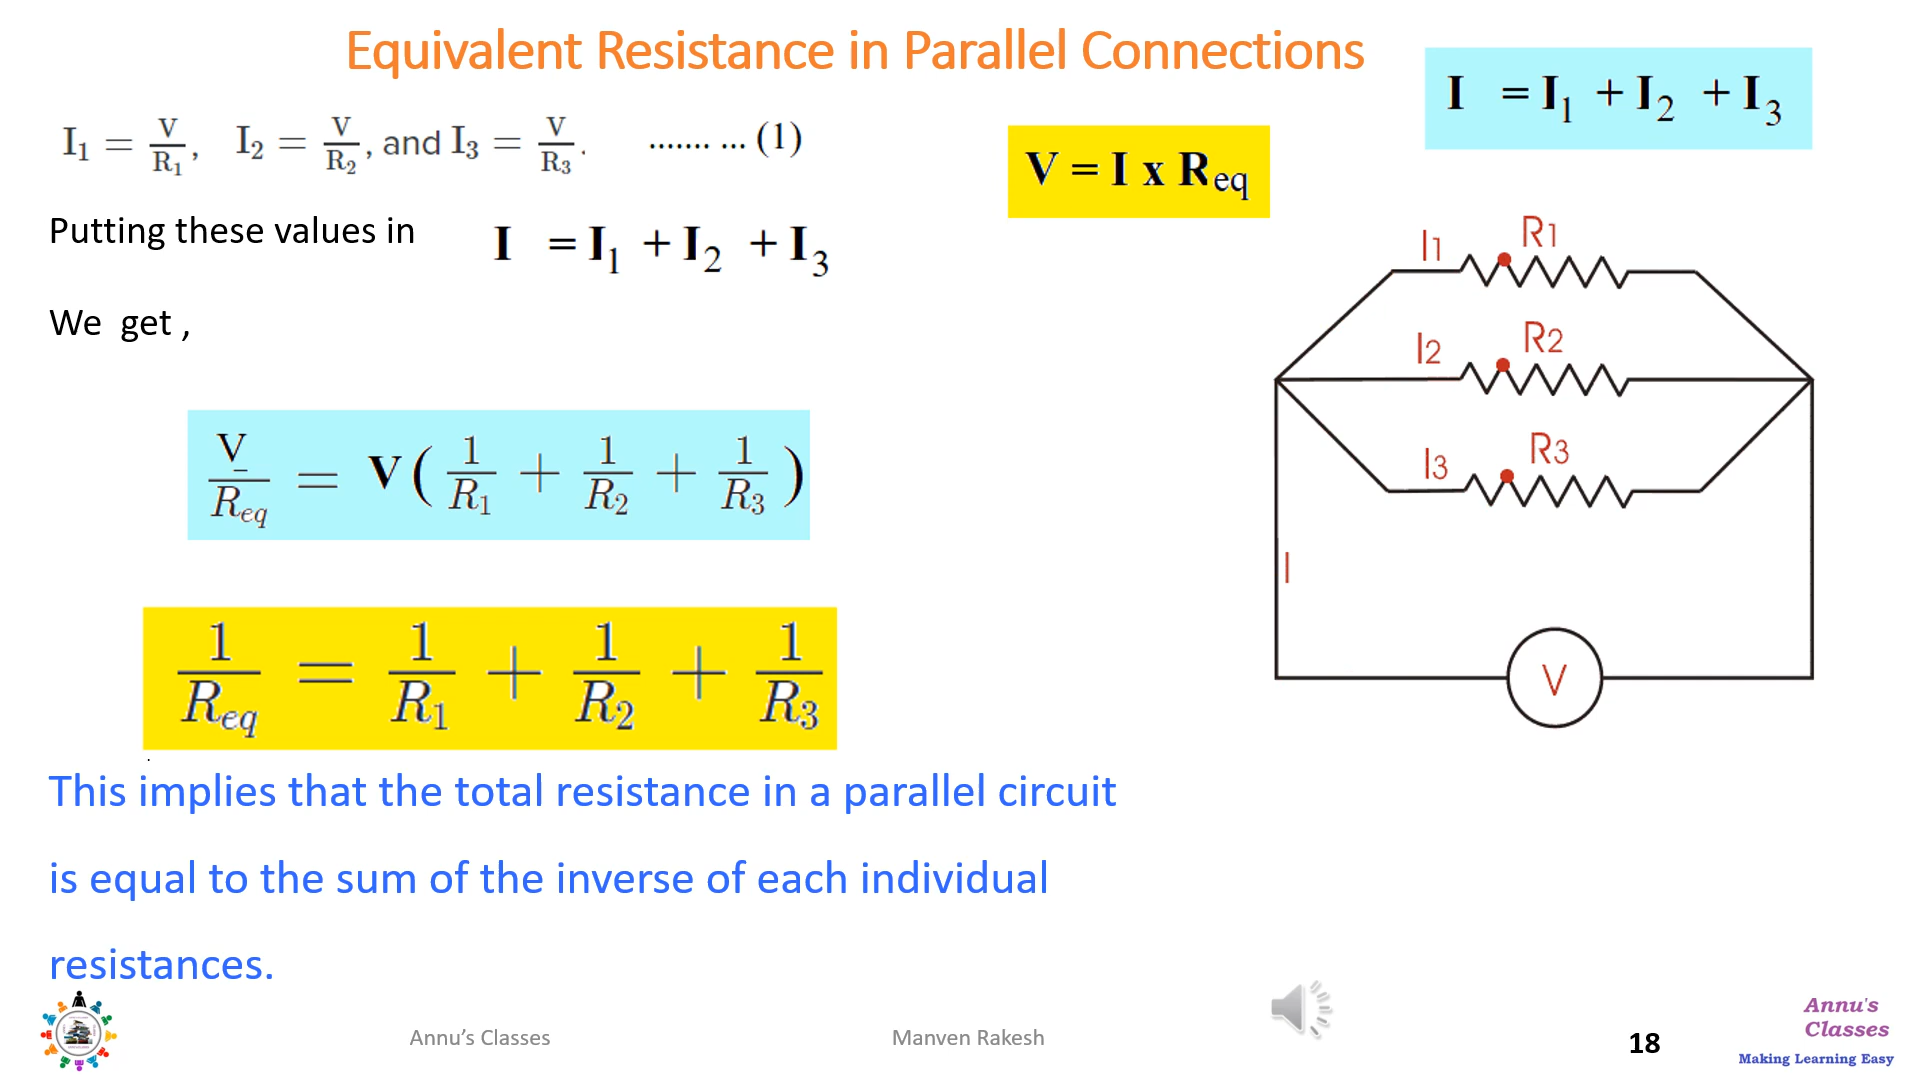 Equivalent Resistance in Parallel Connections
I = I₁ + I₂ + I₃
I₁ = V/R₁, I₂ = V/R₂, and I₃ = V/R₃. ....... ... (1)
V = I x Req
Putting these values in I = I₁ + I₂ + I₃
We get ,
V/Req = V(1/R₁ + 1/R₂ + 1/R₃)
1/Req = 1/R₁ + 1/R₂ + 1/R₃
I1 R1
I2 R2
I3 R3
I
V
This implies that the total resistance in a parallel circuit
is equal to the sum of the inverse of each individual
resistances.
Annu’s Classes
Manven Rakesh
18
Annu's
Classes
Making Learning Easy